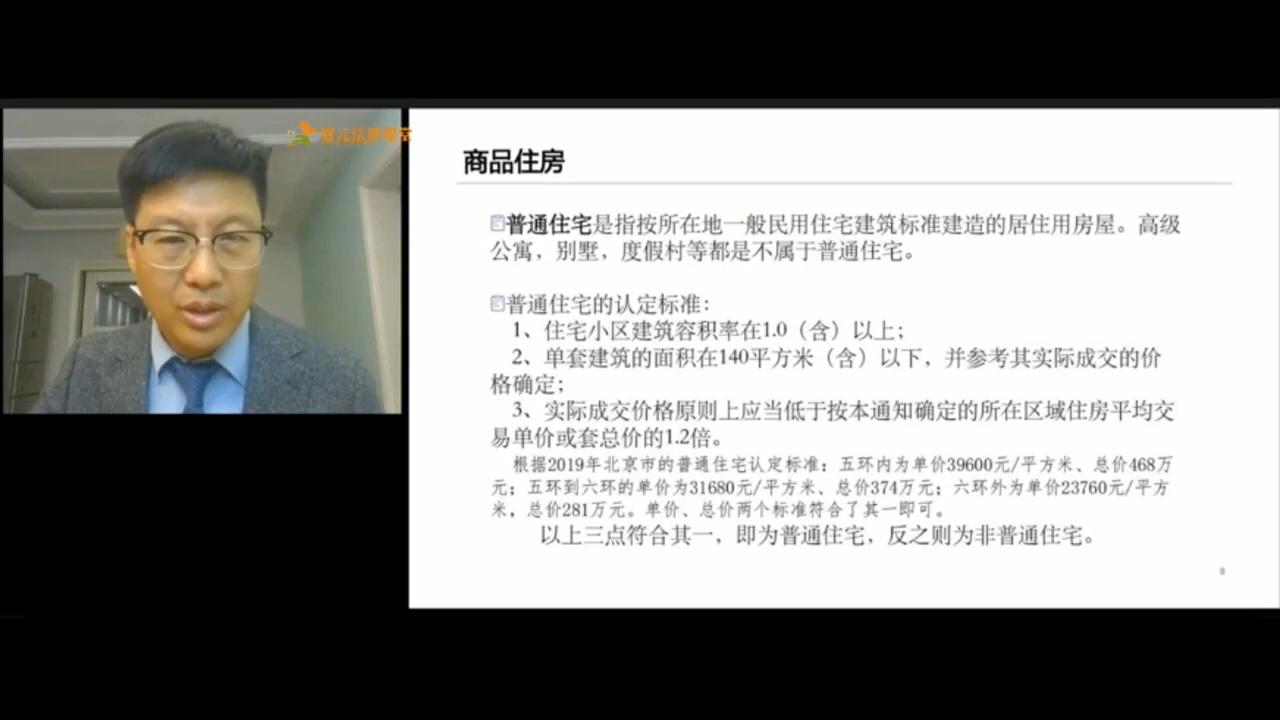 元法律课堂
商品住房
普通住宅是指按所在地一般民用住宅建筑标准建造的居住用房屋。高级
公寓，别墅，度假村等都是不属于普通住宅。
普通住宅的认定标准：
1、住宅小区建筑容积率在1.0（含）以上；
2、单套建筑的面积在140平方米（含）以下，并参考其实际成交的价
格确定；
3、实际成交价格原则上应当低于按本通知确定的所在区域住房平均交
易单价或套总价的1.2倍。
根据2019年北京市的普通住宅认定标准：五环内为单价39600元/平方米、总价468万
元；五环到六环的单价为31680元/平方米、总价374万元；六环外为单价23760元/平方
米，总价281万元。单价、总价两个标准符合了其一即可。
以上三点符合其一，即为普通住宅，反之则为非普通住宅。
8